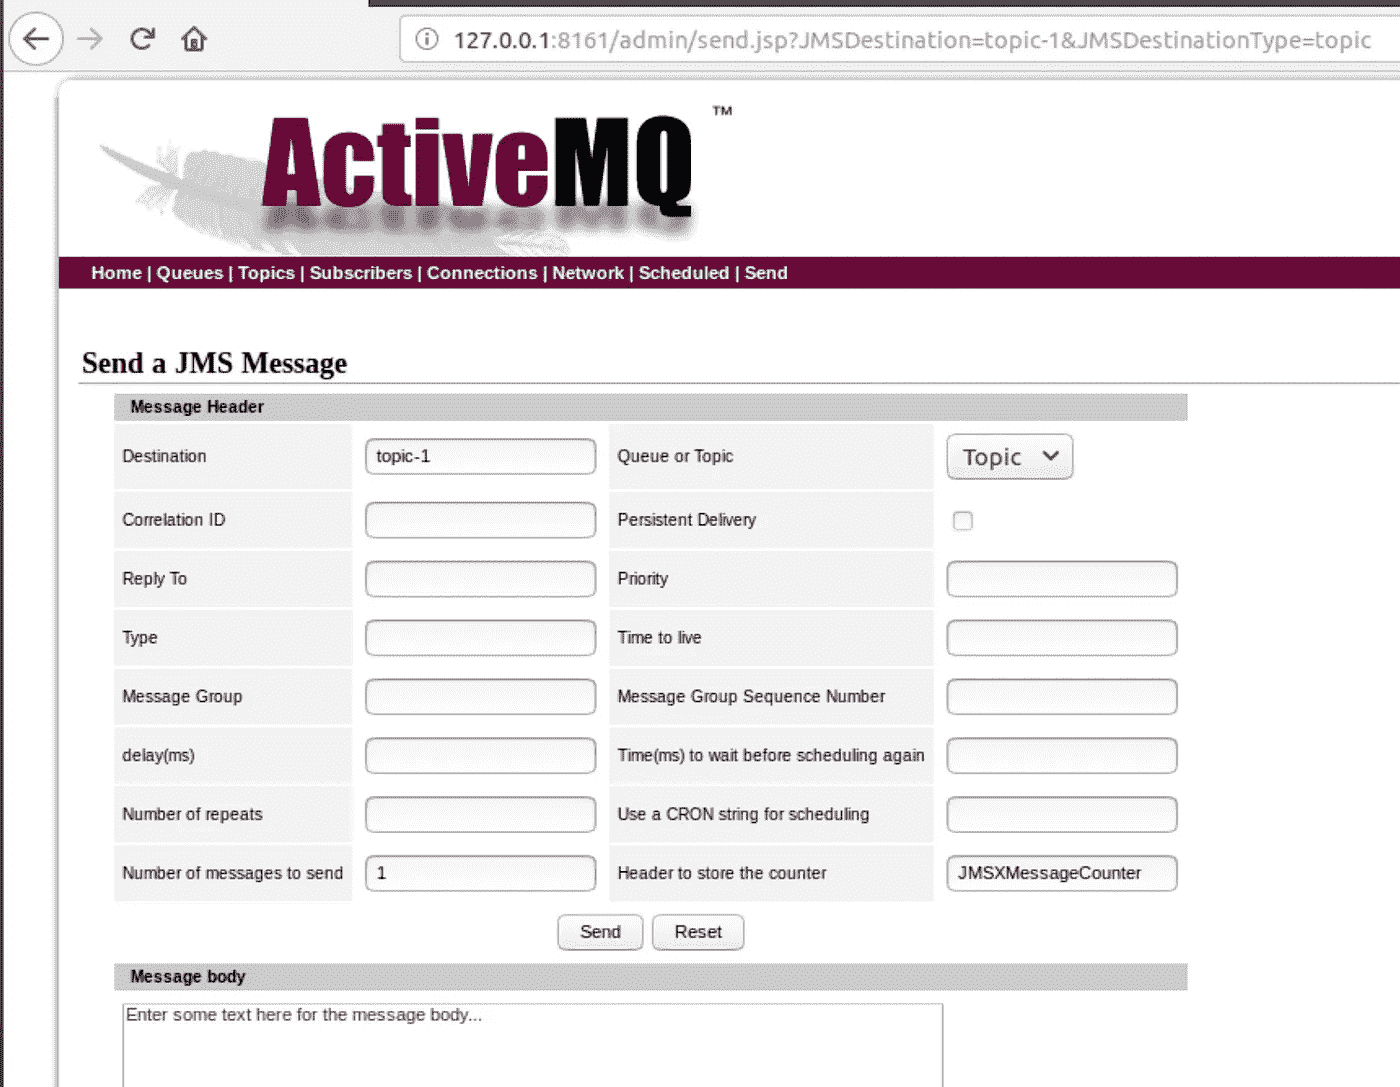 127.0.0.1:8161/admin/send.jsp?JMSDestination=topic-1&JMSDestinationType=topic
ActiveMQ ™
Home | Queues | Topics | Subscribers | Connections | Network | Scheduled | Send
Send a JMS Message
Message Header
Destination topic-1 Queue or Topic Topic
Correlation ID Persistent Delivery
Reply To Priority
Type Time to live
Message Group Message Group Sequence Number
delay(ms) Time(ms) to wait before scheduling again
Number of repeats Use a CRON string for scheduling
Number of messages to send 1 Header to store the counter JMSXMessageCounter
Send Reset
Message body
Enter some text here for the message body...